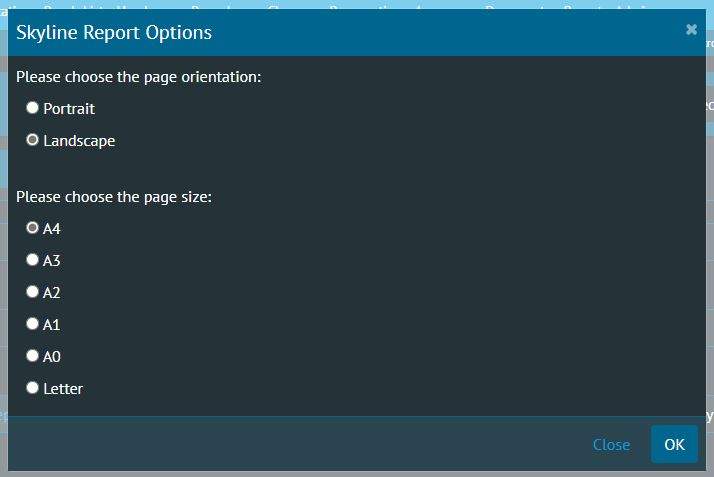 Skyline Report Options
Please choose the page orientation:
Portrait
Landscape
Please choose the page size:
A4
A3
A2
A1
A0
Letter
Close
OK